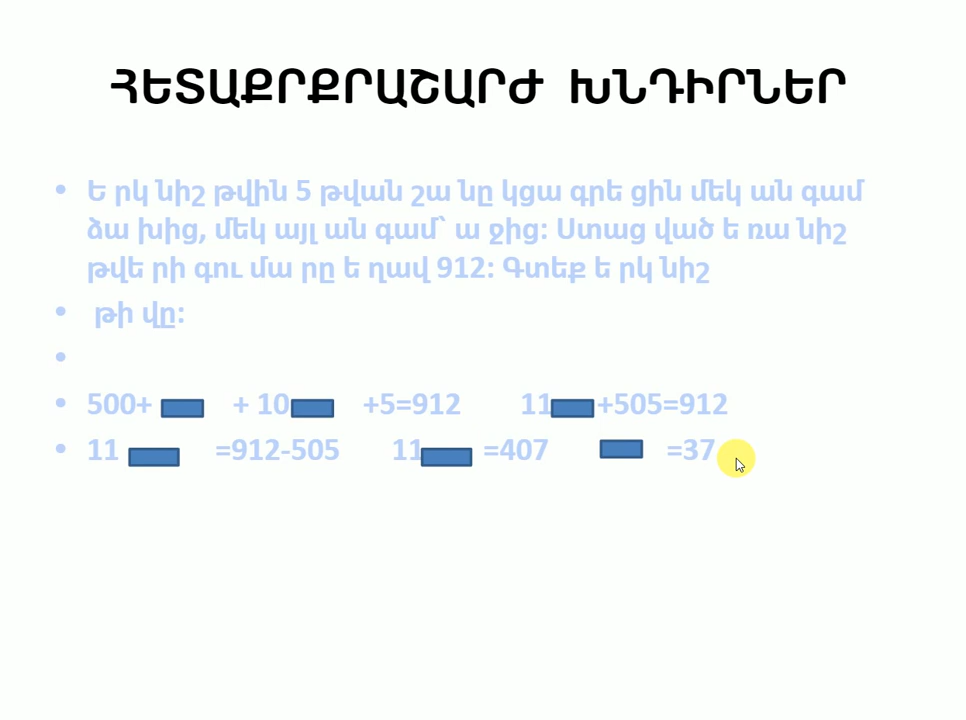 ՀԵՏԱՔՐՔՐԱՇԱՐԺ ԽՆԴԻՐՆԵՐ
Ե րկ նիշ թվին 5 թվան շա նը կցա գրե ցին մեկ ան գամ
ձա խից, մեկ այլ ան գամ՝ ա ջից: Ստաց ված ե ռա նիշ
թվե րի գու մա րը ե ղավ 912: Գտեք ե րկ նիշ
թի վը:
500+ + 10 +5=912 11 +505=912
11 =912-505 11 =407 =37